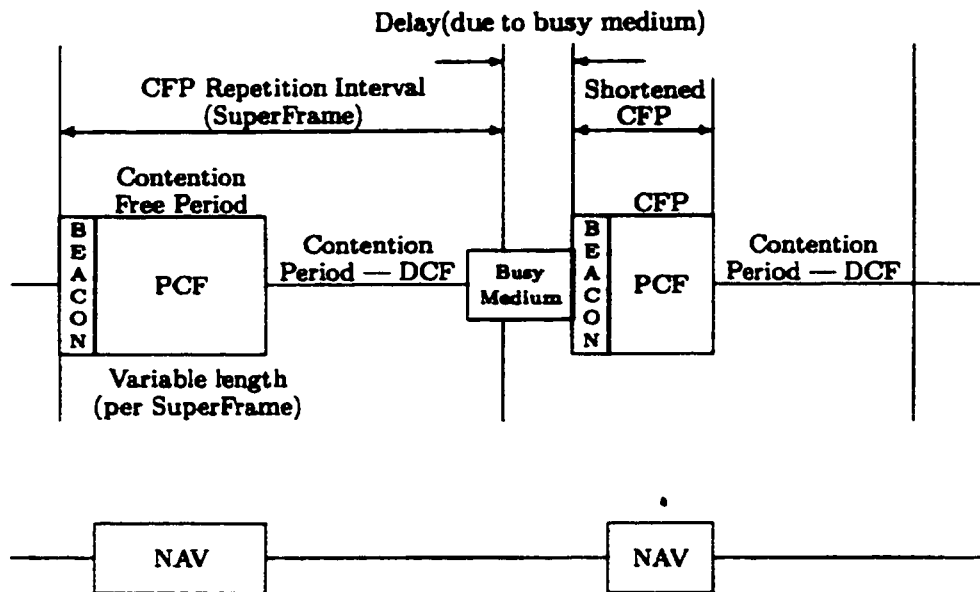 Delay(due to busy medium)
CFP Repetition Interval
(SuperFrame)
Shortened
CFP
Contention
Free Period
BEACON
PCF
Variable length
(per SuperFrame)
Contention
Period — DCF
Busy
Medium
CFP
BEACON
PCF
Contention
Period — DCF
NAV
NAV